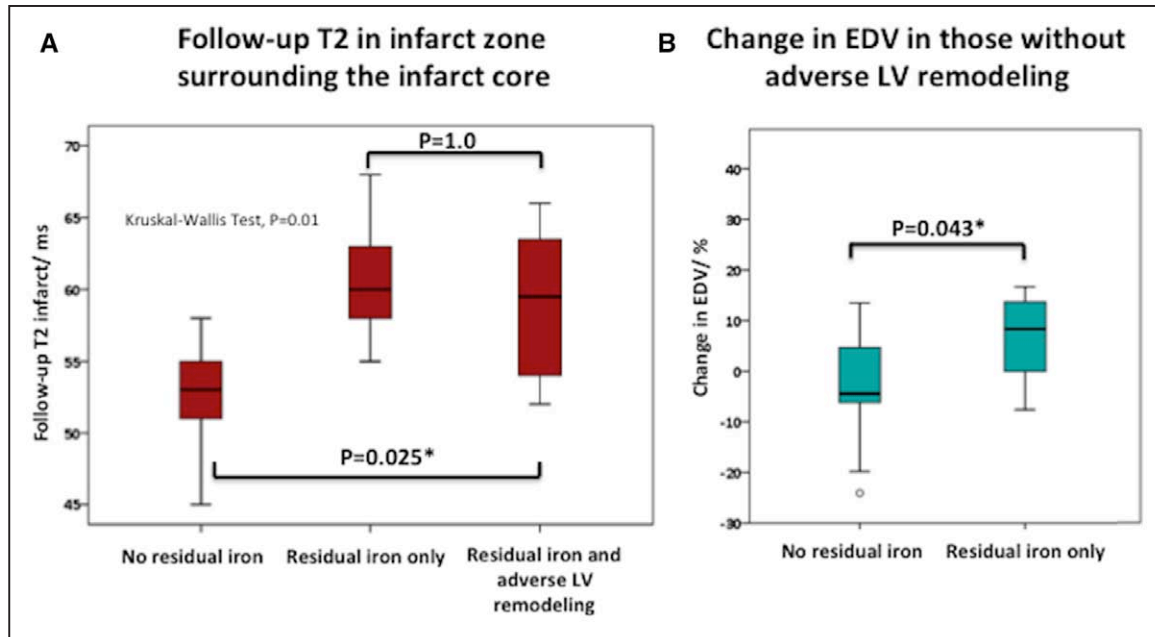 A
Follow-up T2 in infarct zone
surrounding the infarct core
Follow-up T2 infarct/ ms
70
65
60
55
50
45
Kruskal-Wallis Test, P=0.01
P=1.0
P=0.025*
No residual iron
Residual iron only
Residual iron and
adverse LV
remodeling
B
Change in EDV in those without
adverse LV remodeling
Change in EDV/ %
40
30
20
10
0
-10
-20
-30
P=0.043*
No residual iron
Residual iron only